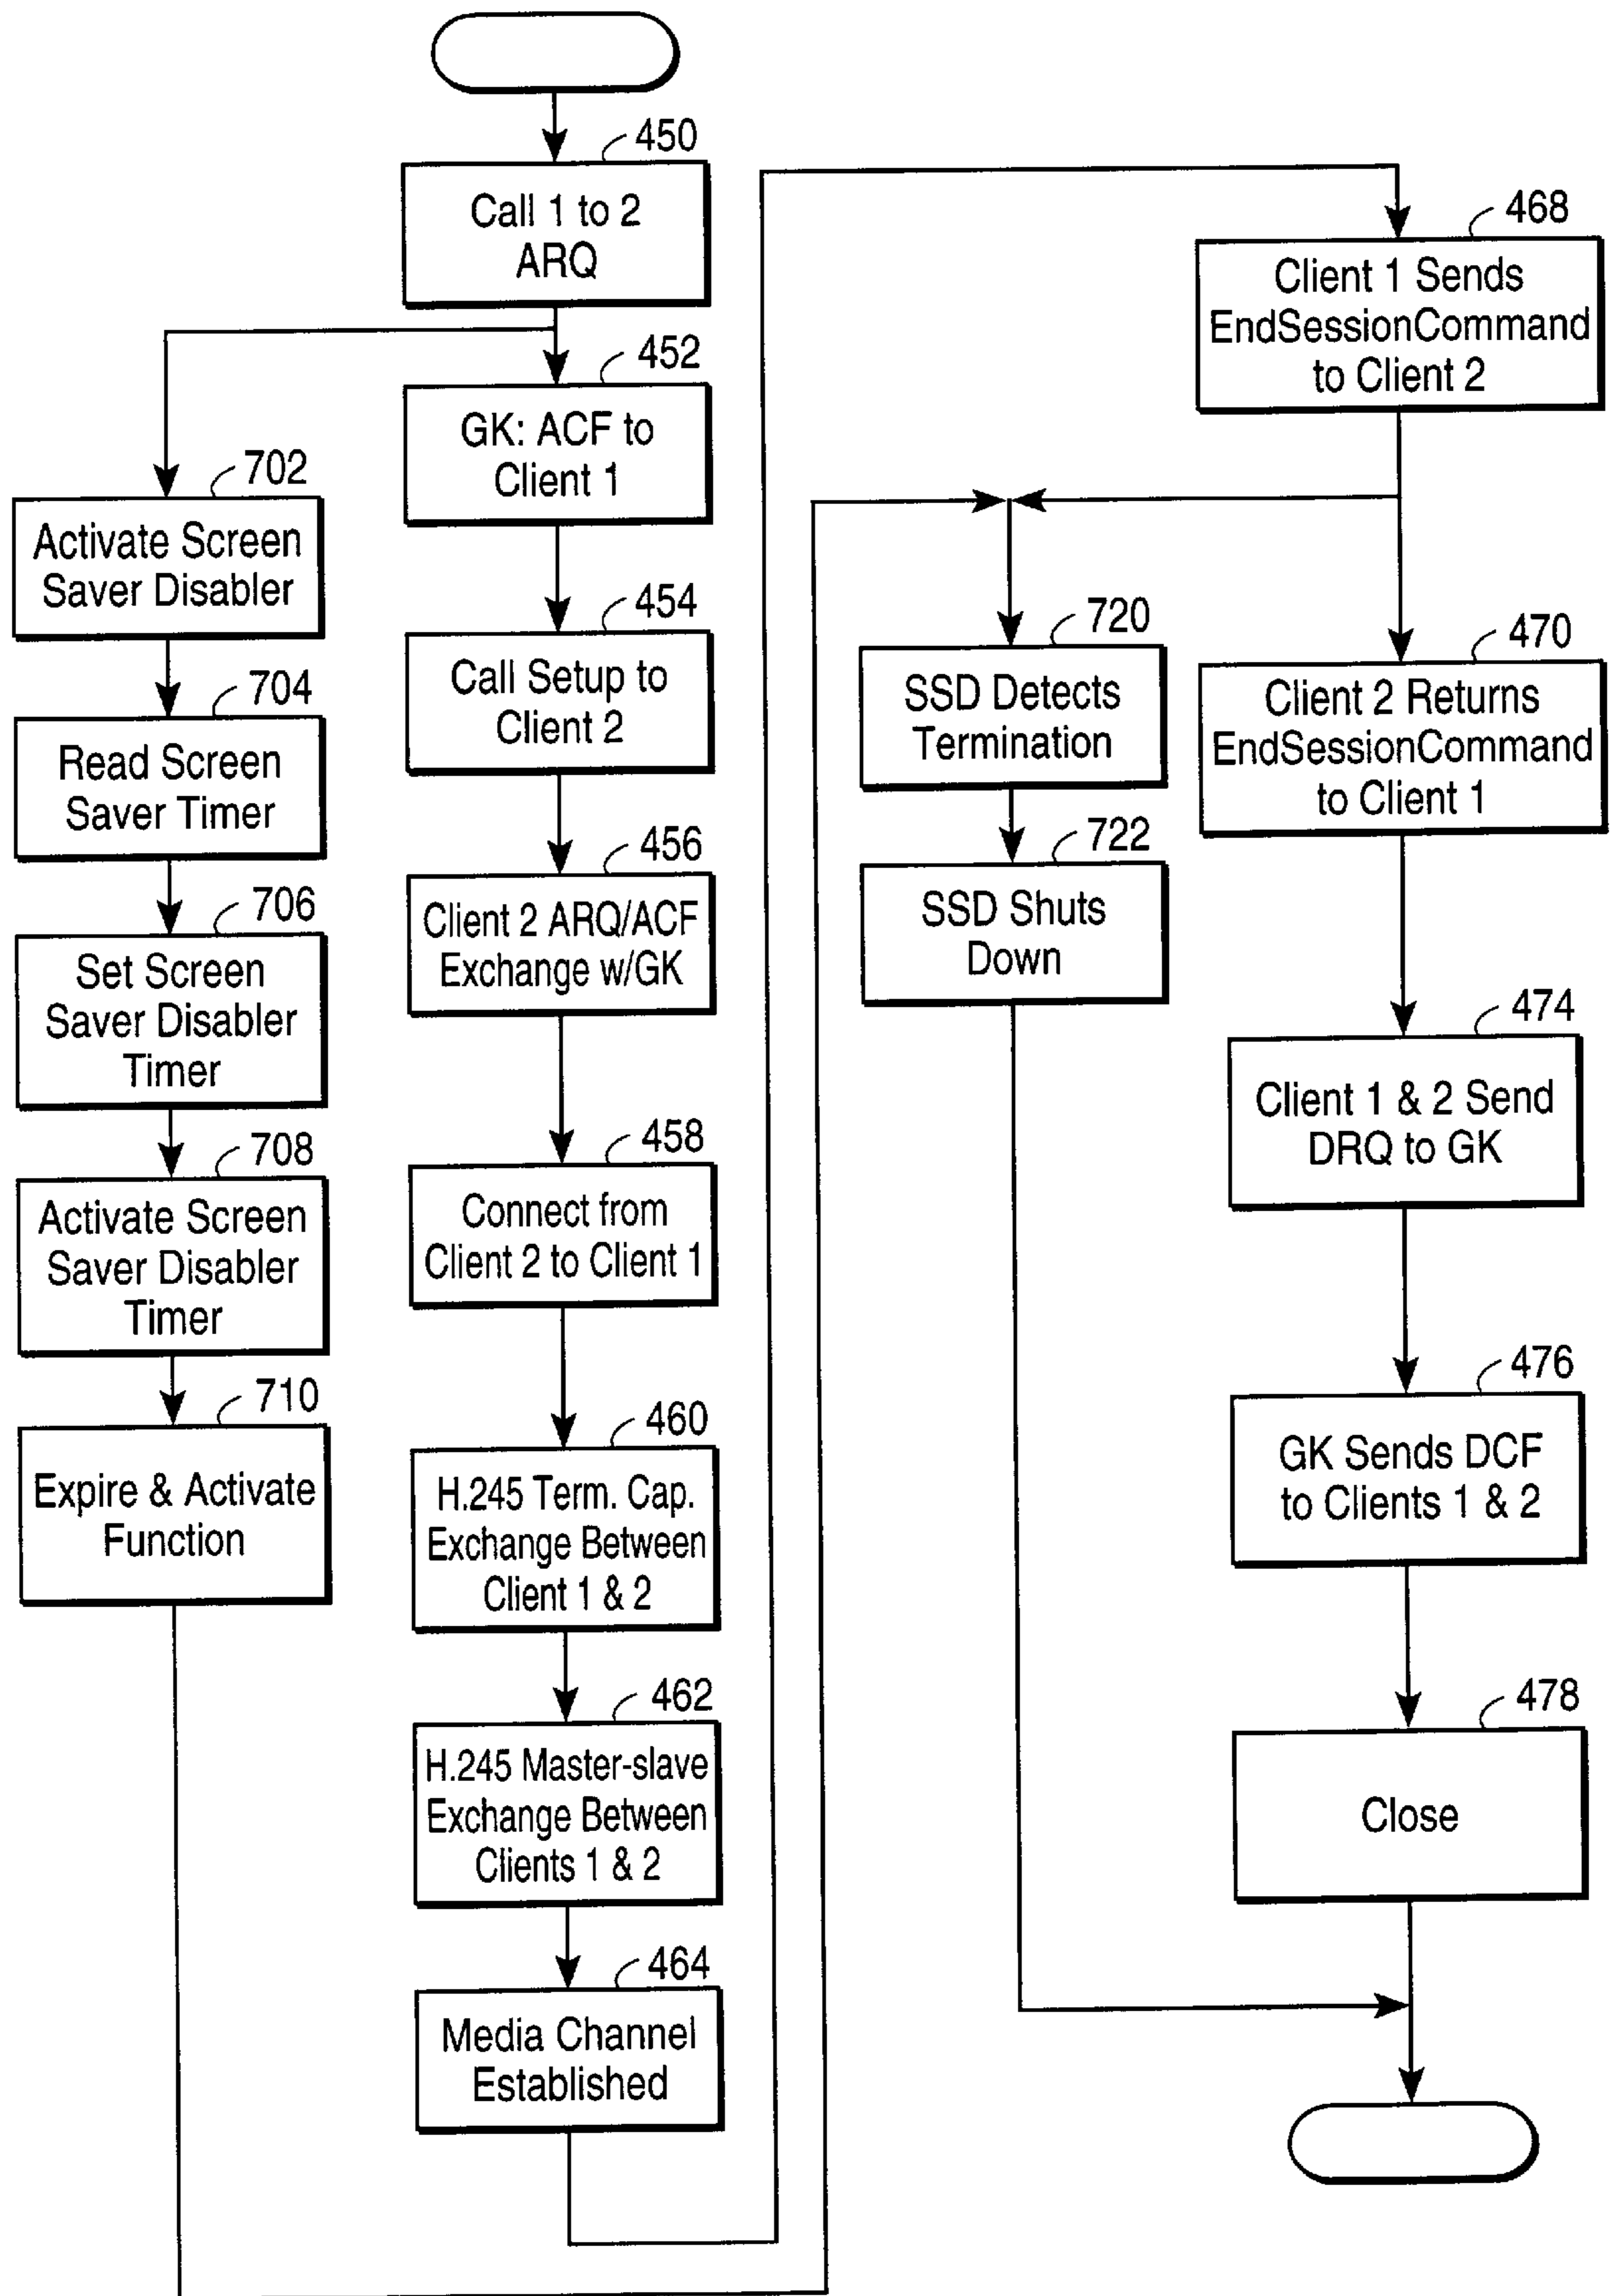 450
Call 1 to 2
ARQ
452
GK: ACF to
Client 1
454
Call Setup to
Client 2
456
Client 2 ARQ/ACF
Exchange w/GK
458
Connect from
Client 2 to Client 1
460
H.245 Term. Cap.
Exchange Between
Client 1 & 2
462
H.245 Master-slave
Exchange Between
Clients 1 & 2
464
Media Channel
Established
702
Activate Screen
Saver Disabler
704
Read Screen
Saver Timer
706
Set Screen
Saver Disabler
Timer
708
Activate Screen
Saver Disabler
Timer
710
Expire & Activate
Function
468
Client 1 Sends
EndSessionCommand
to Client 2
720
SSD Detects
Termination
722
SSD Shuts
Down
470
Client 2 Returns
EndSessionCommand
to Client 1
474
Client 1 & 2 Send
DRQ to GK
476
GK Sends DCF
to Clients 1 & 2
478
Close